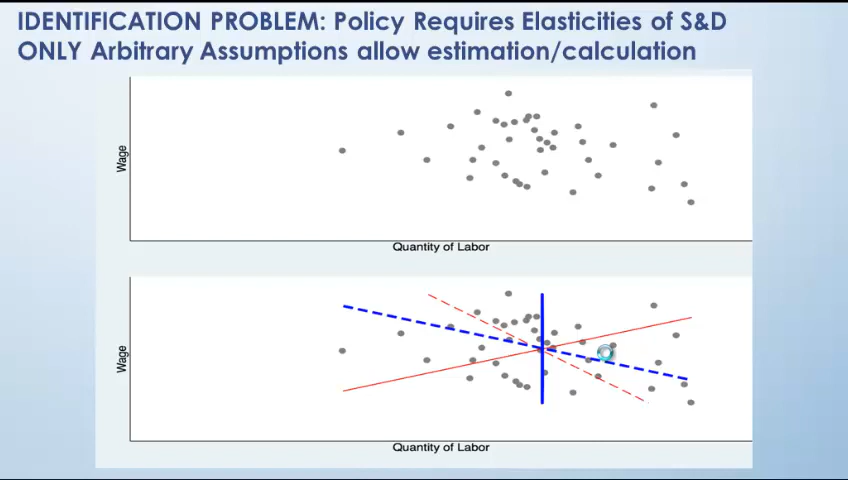 IDENTIFICATION PROBLEM: Policy Requires Elasticities of S&D
ONLY Arbitrary Assumptions allow estimation/calculation
Wage
Quantity of Labor
Wage
Quantity of Labor